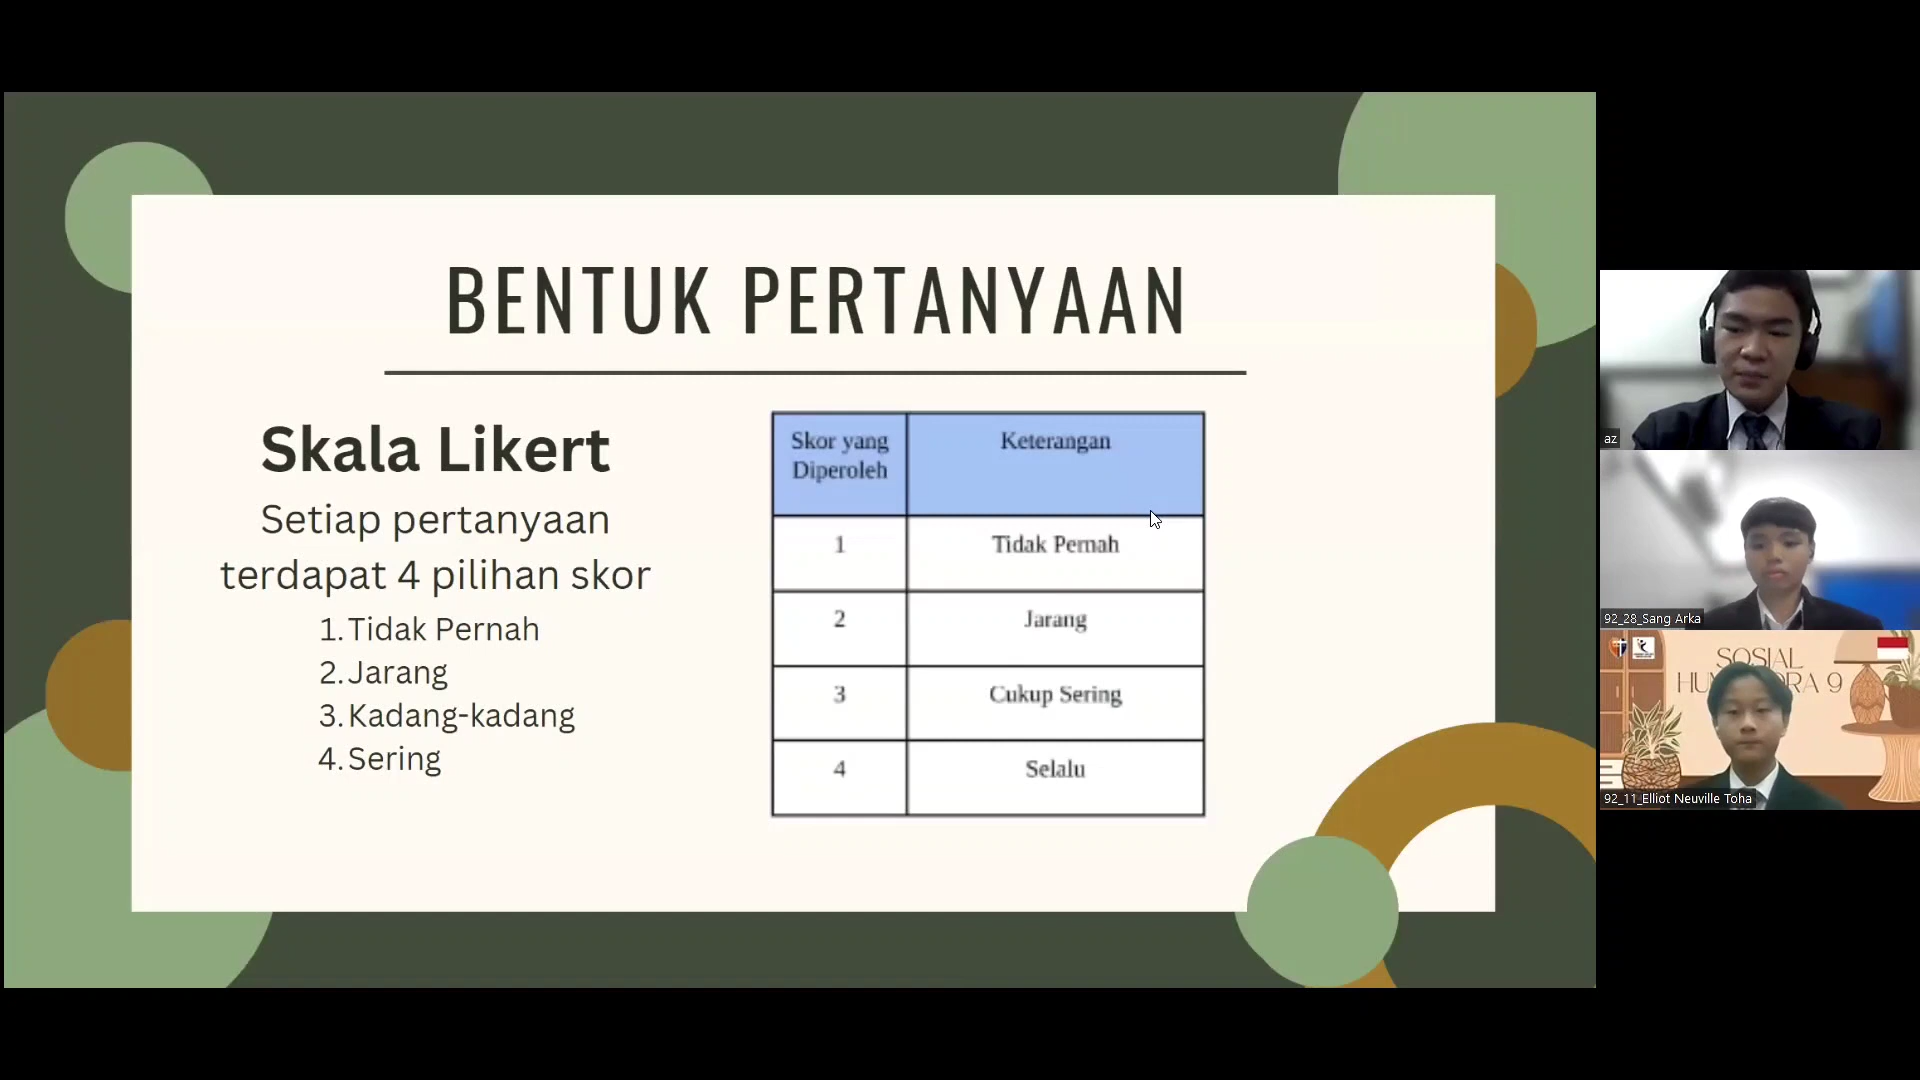 BENTUK PERTANYAAN
Skala Likert
Setiap pertanyaan
terdapat 4 pilihan skor
1. Tidak Pernah
2. Jarang
3. Kadang-kadang
4. Sering
Skor yang Keterangan
Diperoleh
1 Tidak Pernah
2 Jarang
3 Cukup Sering
4 Selalu
az
92_28_Sang Arka
SOSIAL
92_11_Elliot Neuville Toha